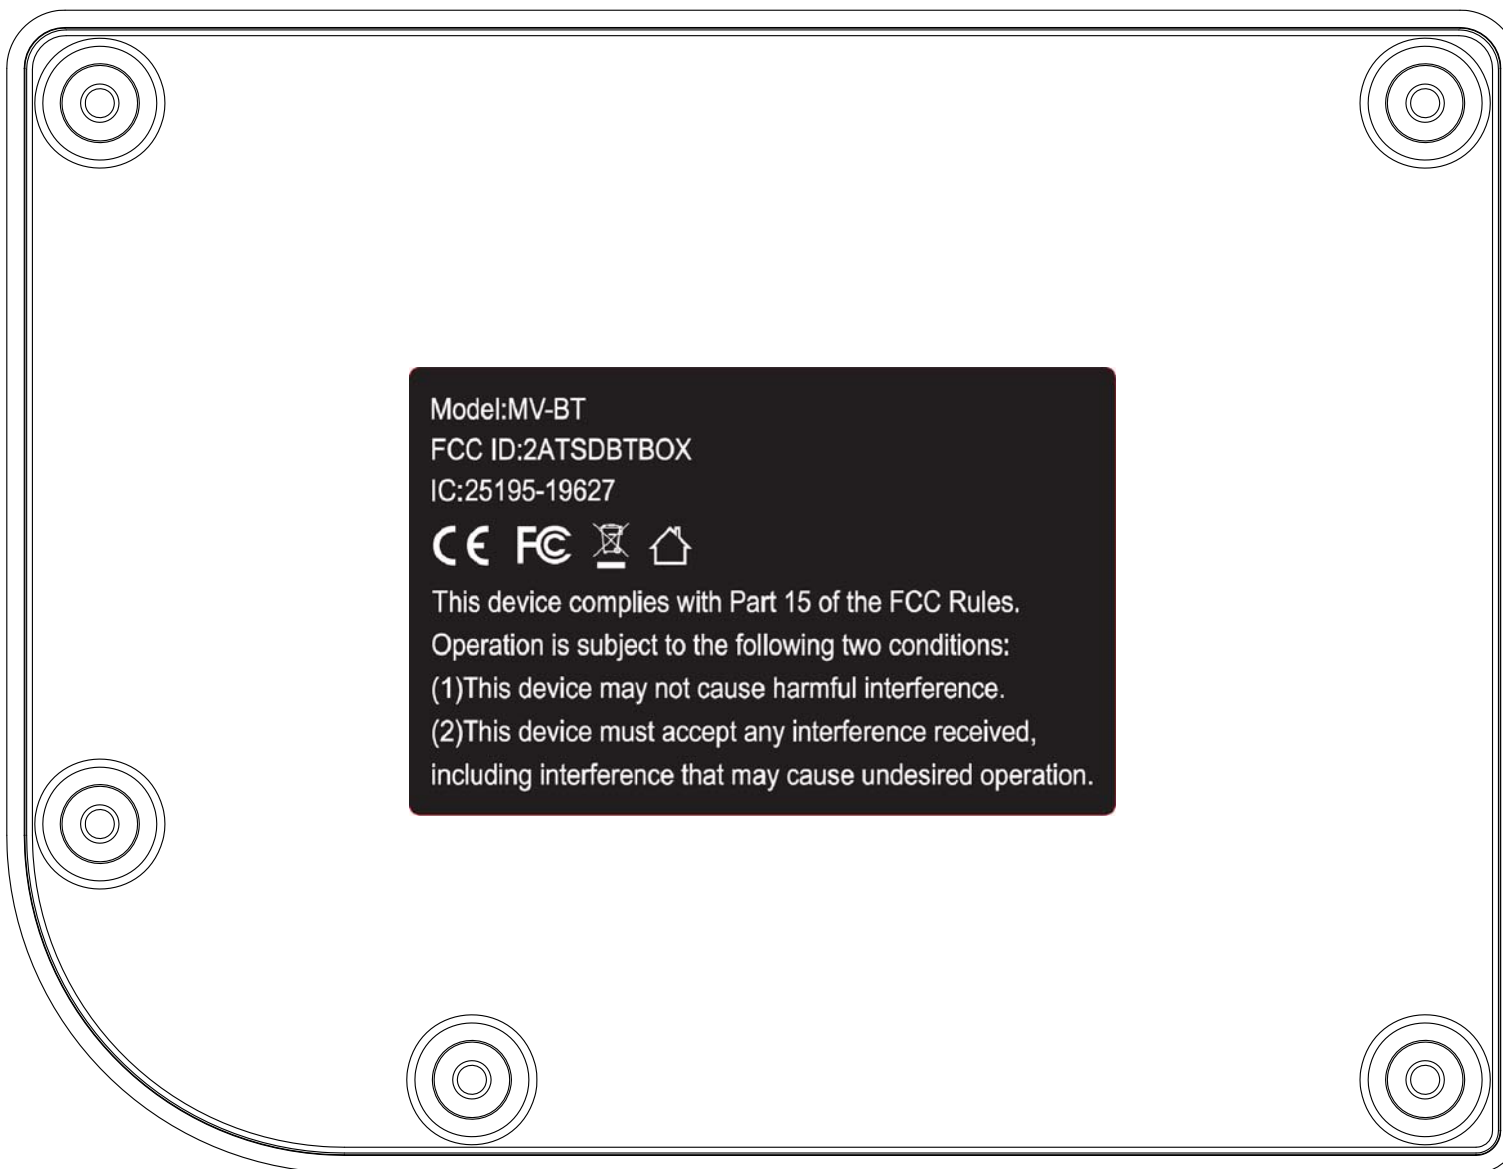 Model:MV-BT
FCC ID:2ATSDBTBOX
IC:25195-19627
CE FC
This device complies with Part 15 of the FCC Rules.
Operation is subject to the following two conditions:
(1)This device may not cause harmful interference.
(2)This device must accept any interference received,
including interference that may cause undesired operation.